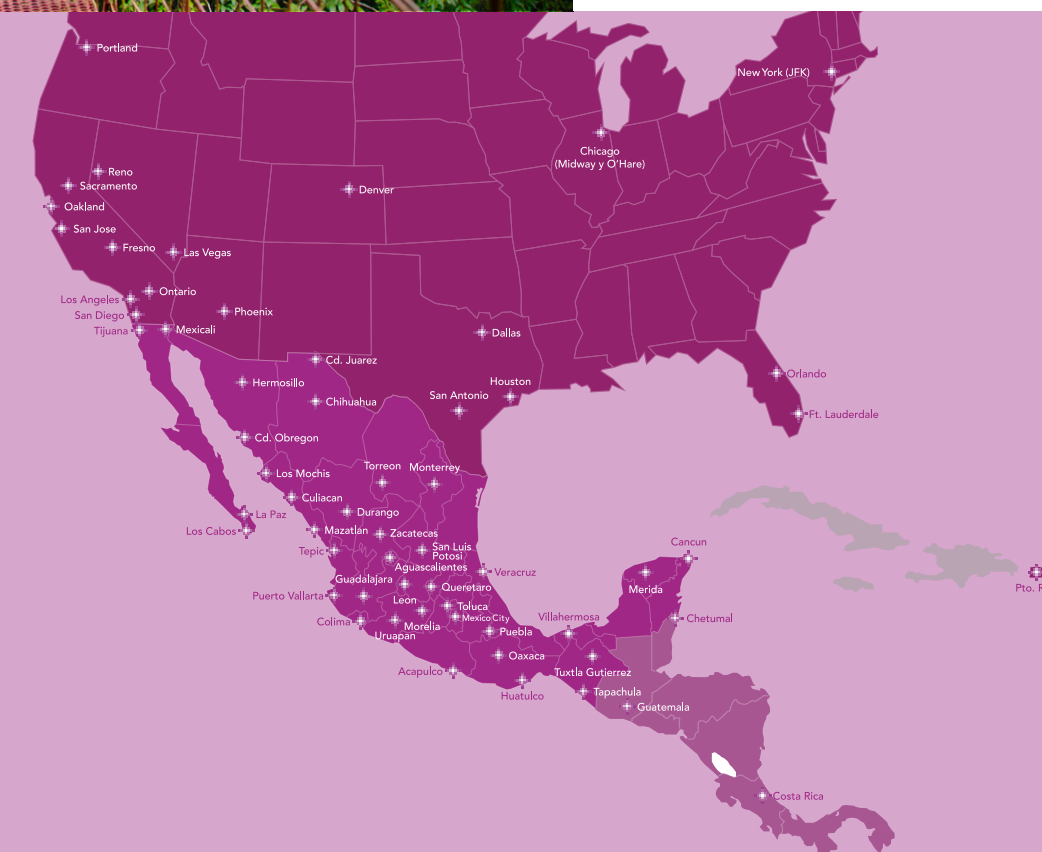 Portland
New York (JFK)
Chicago
(Midway y O'Hare)
Reno
Sacramento
Denver
Oakland
San Jose
Fresno
Las Vegas
Ontario
Los Angeles
San Diego
Phoenix
Tijuana
Mexicali
Dallas
Cd. Juarez
Orlando
Hermosillo
Houston
San Antonio
Chihuahua
Ft. Lauderdale
Cd. Obregon
Torreon
Monterrey
Los Mochis
Culiacan
La Paz
Durango
Los Cabos
Mazatlan
Zacatecas
Cancun
Tepic
San Luis
Potosi
Aguascalientes
Veracruz
Guadalajara
Queretaro
Merida
Pto.
Puerto Vallarta
Leon
Toluca
Mexico City
Villahermosa
Chetumal
Colima
Morelia
Uruapan
Puebla
Oaxaca
Acapulco
Tuxtla Gutierrez
Huatulco
Tapachula
Guatemala
Costa Rica